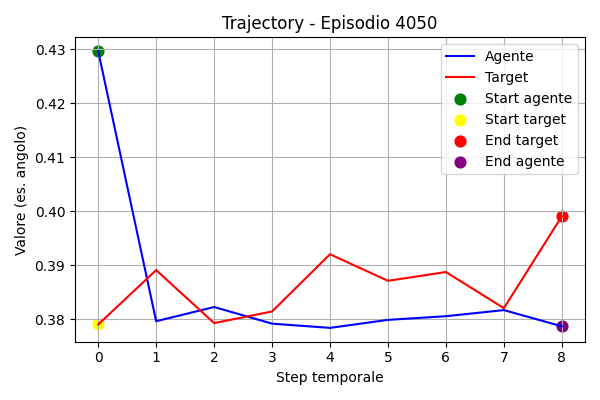 Trajectory - Episodio 4050
Valore (es. angolo)
0.43
0.42
0.41
0.40
0.39
0.38
0
1
2
3
4
5
6
7
8
Step temporale
Agente
Target
Start agente
Start target
End target
End agente